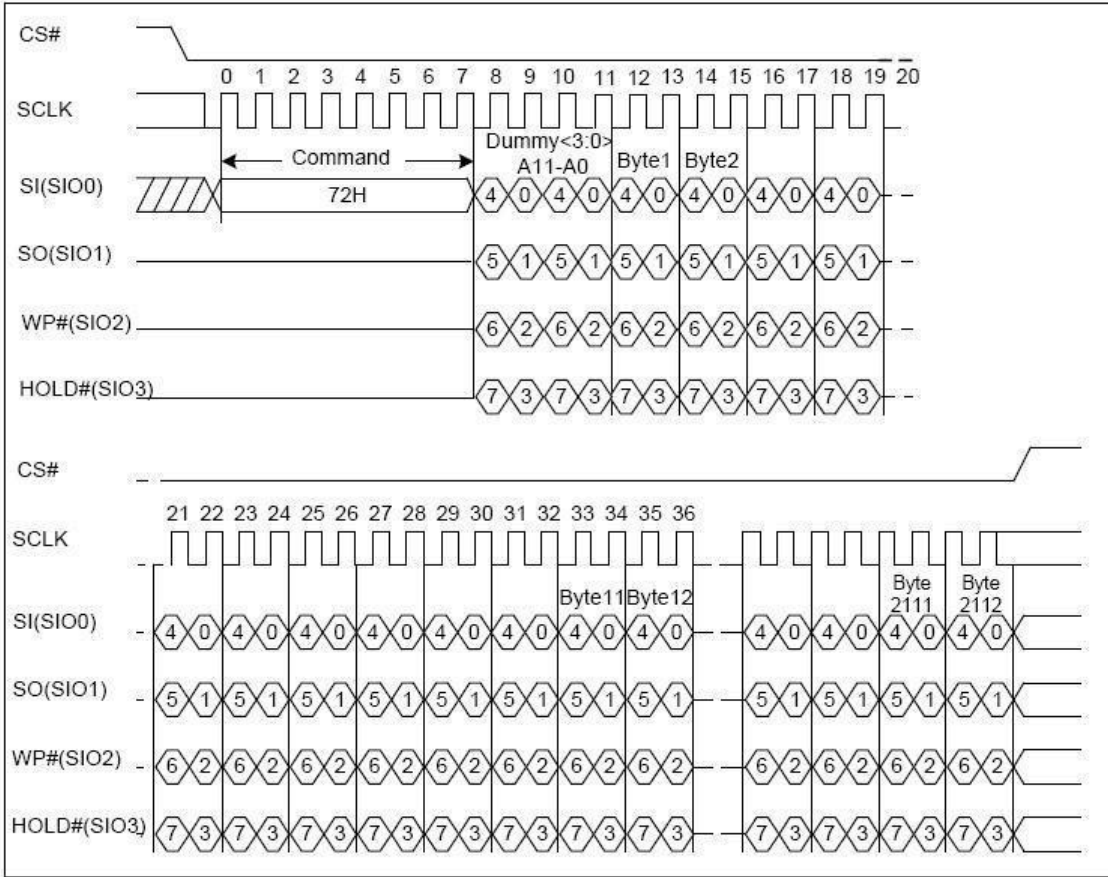 CS#
0 1 2 3 4 5 6 7 8 9 10 11 12 13 14 15 16 17 18 19 20
SCLK
Dummy<3:0>
Command A11-A0 Byte1 Byte2
SI(SIO0) 72H 4 0 4 0 4 0 4 0 4 0 4 0
SO(SIO1) 5 1 5 1 5 1 5 1 5 1 5 1
WP#(SIO2) 6 2 6 2 6 2 6 2 6 2 6 2
HOLD#(SIO3) 7 3 7 3 7 3 7 3 7 3 7 3
CS#
21 22 23 24 25 26 27 28 29 30 31 32 33 34 35 36
SCLK
Byte11 Byte12 Byte 2111 Byte 2112
SI(SIO0) 4 0 4 0 4 0 4 0 4 0 4 0 4 0 4 0 4 0 4 0 4 0 4 0
SO(SIO1) 5 1 5 1 5 1 5 1 5 1 5 1 5 1 5 1 5 1 5 1 5 1 5 1
WP#(SIO2) 6 2 6 2 6 2 6 2 6 2 6 2 6 2 6 2 6 2 6 2 6 2 6 2
HOLD#(SIO3) 7 3 7 3 7 3 7 3 7 3 7 3 7 3 7 3 7 3 7 3 7 3 7 3